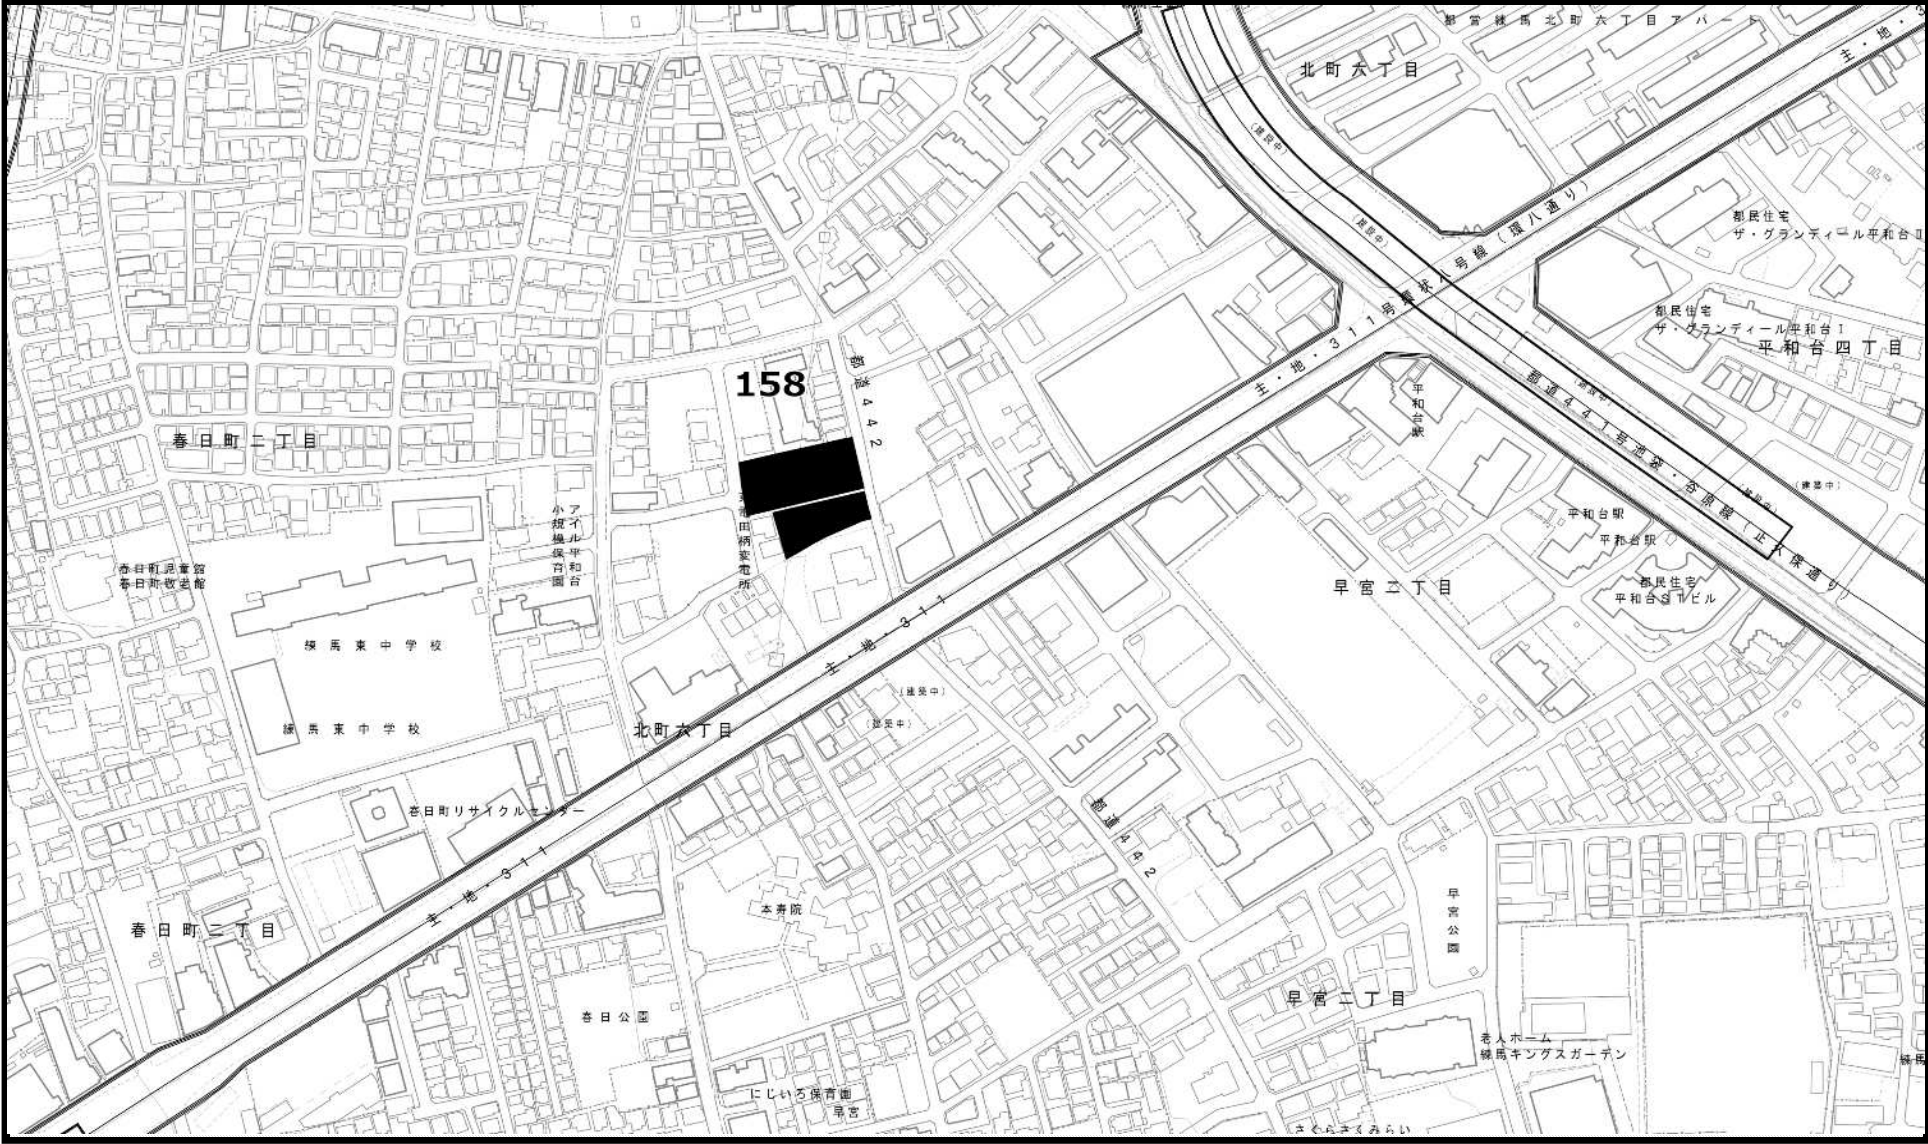 都営練馬北町六丁目アパート
主・地・3
北町六丁目
(建設中)
(建設中)
都民住宅
ザ・グランディール平和台Ⅱ
主・地・311号環状八号線(環八通り)
都民住宅
ザ・グランディール平和台Ⅰ
平和台四丁目
都道442
158
平和台駅
(建設中)
都道441号池袋・谷原線(正久保通り)
春日町二丁目
(建設中)
(建築中)
アイル平和台
小規模保育園
田柄変電所
平和台駅
平和台駅
春日町児童館
春日町敬老館
早宮二丁目
都民住宅
平和台STビル
主・地・311
練馬東中学校
(建築中)
(建築中)
練馬東中学校
北町六丁目
春日町リサイクルセンター
都道442
主・地・311
本寿院
早宮公園
春日町二丁目
早宮二丁目
春日公園
老人ホーム
練馬キングスガーデン
練馬
にじいろ保育園
早宮
さくらさくみらい